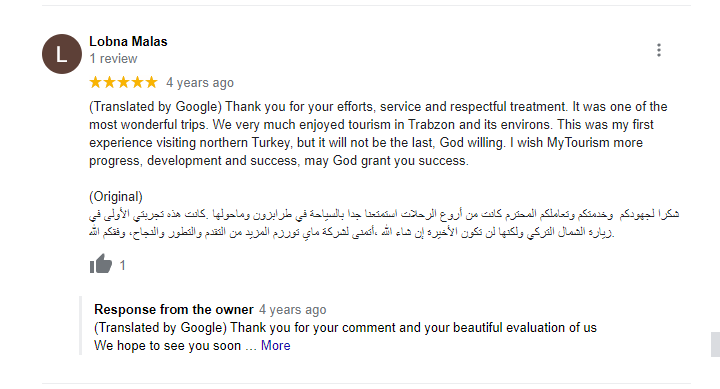 L
Lobna Malas
1 review
4 years ago
(Translated by Google) Thank you for your efforts, service and respectful treatment. It was one of the
most wonderful trips. We very much enjoyed tourism in Trabzon and its environs. This was my first
experience visiting northern Turkey, but it will not be the last, God willing. I wish MyTourism more
progress, development and success, may God grant you success.
(Original)
شكرا لجهودكم وخدمتكم وتعاملكم المحترم كانت من أروع الرحلات استمتعنا جدا بالسياحة في طرابزون وماحولها .كانت هذه تجربتي الأولى في
زيارة الشمال التركي ولكنها لن تكون الأخيرة إن شاء الله ،أتمنى لشركة ماي تورزم المزيد من التقدم والتطور والنجاح، وفقكم الله.
1
Response from the owner 4 years ago
(Translated by Google) Thank you for your comment and your beautiful evaluation of us
We hope to see you soon … More